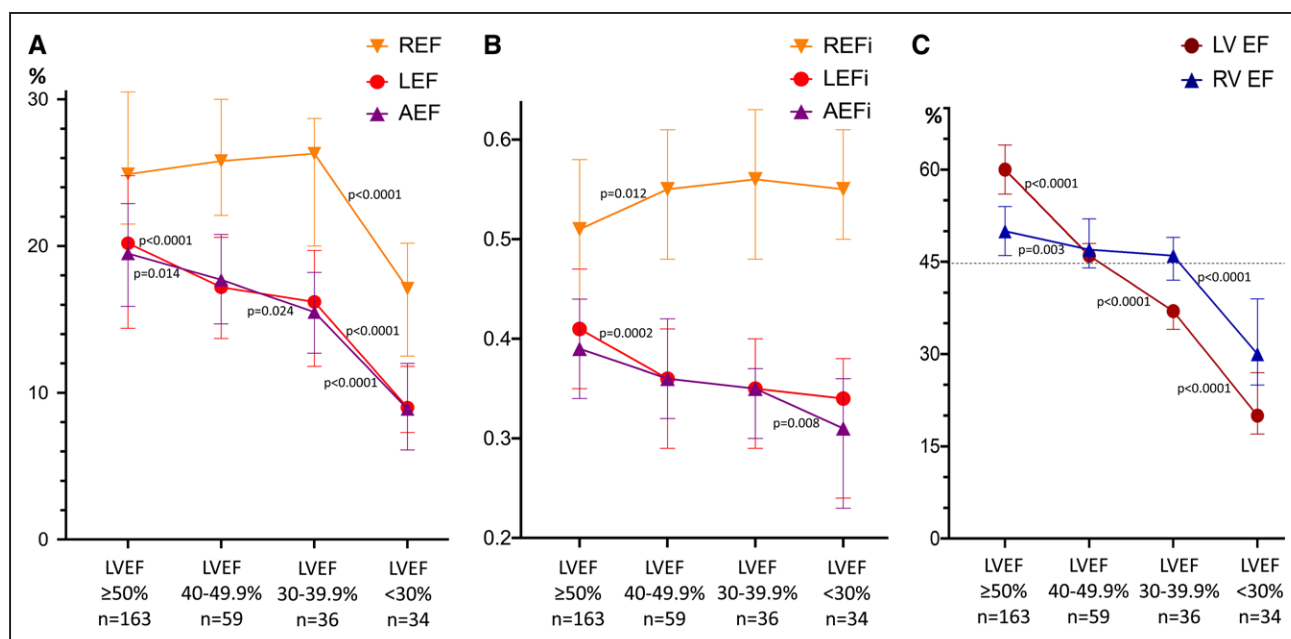 A
%
REF
LEF
AEF
30
20
10
0
p<0.0001
p<0.0001
p=0.014
p=0.024
p<0.0001
p<0.0001
LVEF LVEF LVEF LVEF
≥50% 40-49.9% 30-39.9% <30%
n=163 n=59 n=36 n=34
B
REFi
LEFi
AEFi
0.6
0.5
0.4
0.3
0.2
p=0.012
p=0.0002
p=0.008
LVEF LVEF LVEF LVEF
≥50% 40-49.9% 30-39.9% <30%
n=163 n=59 n=36 n=34
C
LV EF
RV EF
%
60
45
30
15
0
p<0.0001
p=0.003
p<0.0001
p<0.0001
p<0.0001
LVEF LVEF LVEF LVEF
≥50% 40-49.9% 30-39.9% <30%
n=163 n=59 n=36 n=34